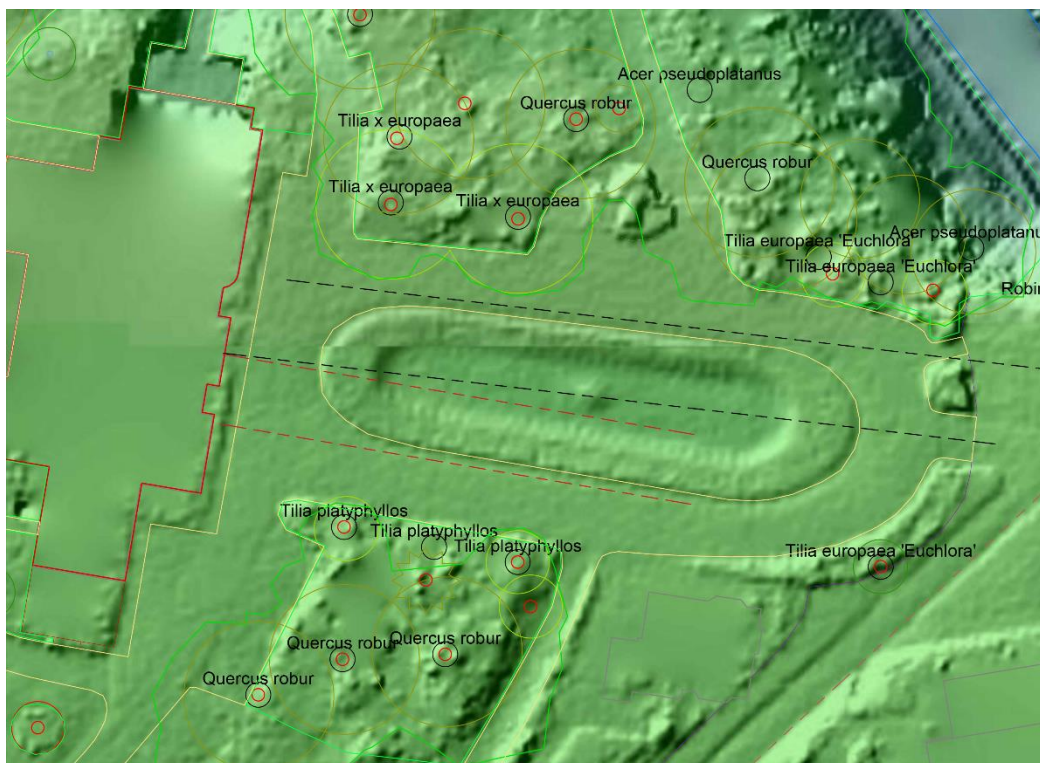 Acer pseudoplatanus
Quercus robur
Tilia x europaea
Quercus robur
Tilia x europaea
Tilia x europaea
Acer pseudoplatanu
Tilia europaea 'Euchlora'
Tilia europaea 'Euchlora'
Robin
Tilia platyphyllos
Tilia platyphyllos
Tilia platyphyllos
Tilia europaea 'Euchlora'
Quercus robur
Quercus robur
Quercus robur